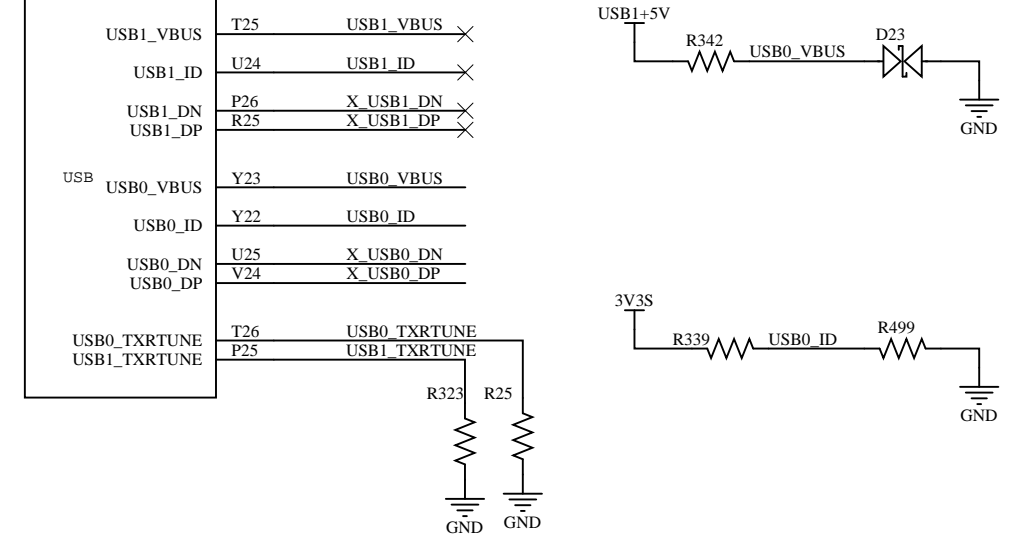 USB1_VBUS T25 USB1_VBUS
USB1_ID U24 USB1_ID
USB1_DN P26 X_USB1_DN
USB1_DP R25 X_USB1_DP
USB
USB0_VBUS Y23 USB0_VBUS
USB0_ID Y22 USB0_ID
USB0_DN U25 X_USB0_DN
USB0_DP V24 X_USB0_DP
USB0_TXRTUNE T26 USB0_TXRTUNE
USB1_TXRTUNE P25 USB1_TXRTUNE
R323 R25
GND GND
USB1+5V
R342 USB0_VBUS D23
GND
3V3S
R339 USB0_ID R499
GND